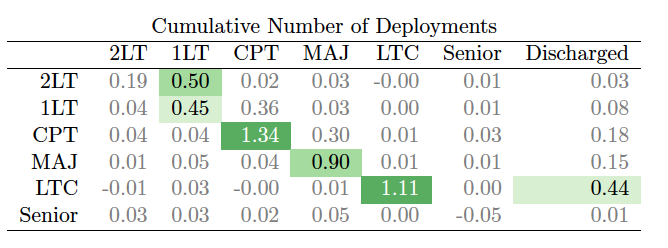 Cumulative Number of Deployments
2LT 1LT CPT MAJ LTC Senior Discharged
2LT 0.19 0.50 0.02 0.03 -0.00 0.01 0.03
1LT 0.04 0.45 0.36 0.03 0.00 0.01 0.08
CPT 0.04 0.04 1.34 0.30 0.01 0.03 0.18
MAJ 0.01 0.05 0.04 0.90 0.01 0.01 0.15
LTC -0.01 0.03 -0.00 0.01 1.11 0.00 0.44
Senior 0.03 0.03 0.02 0.05 0.00 -0.05 0.01